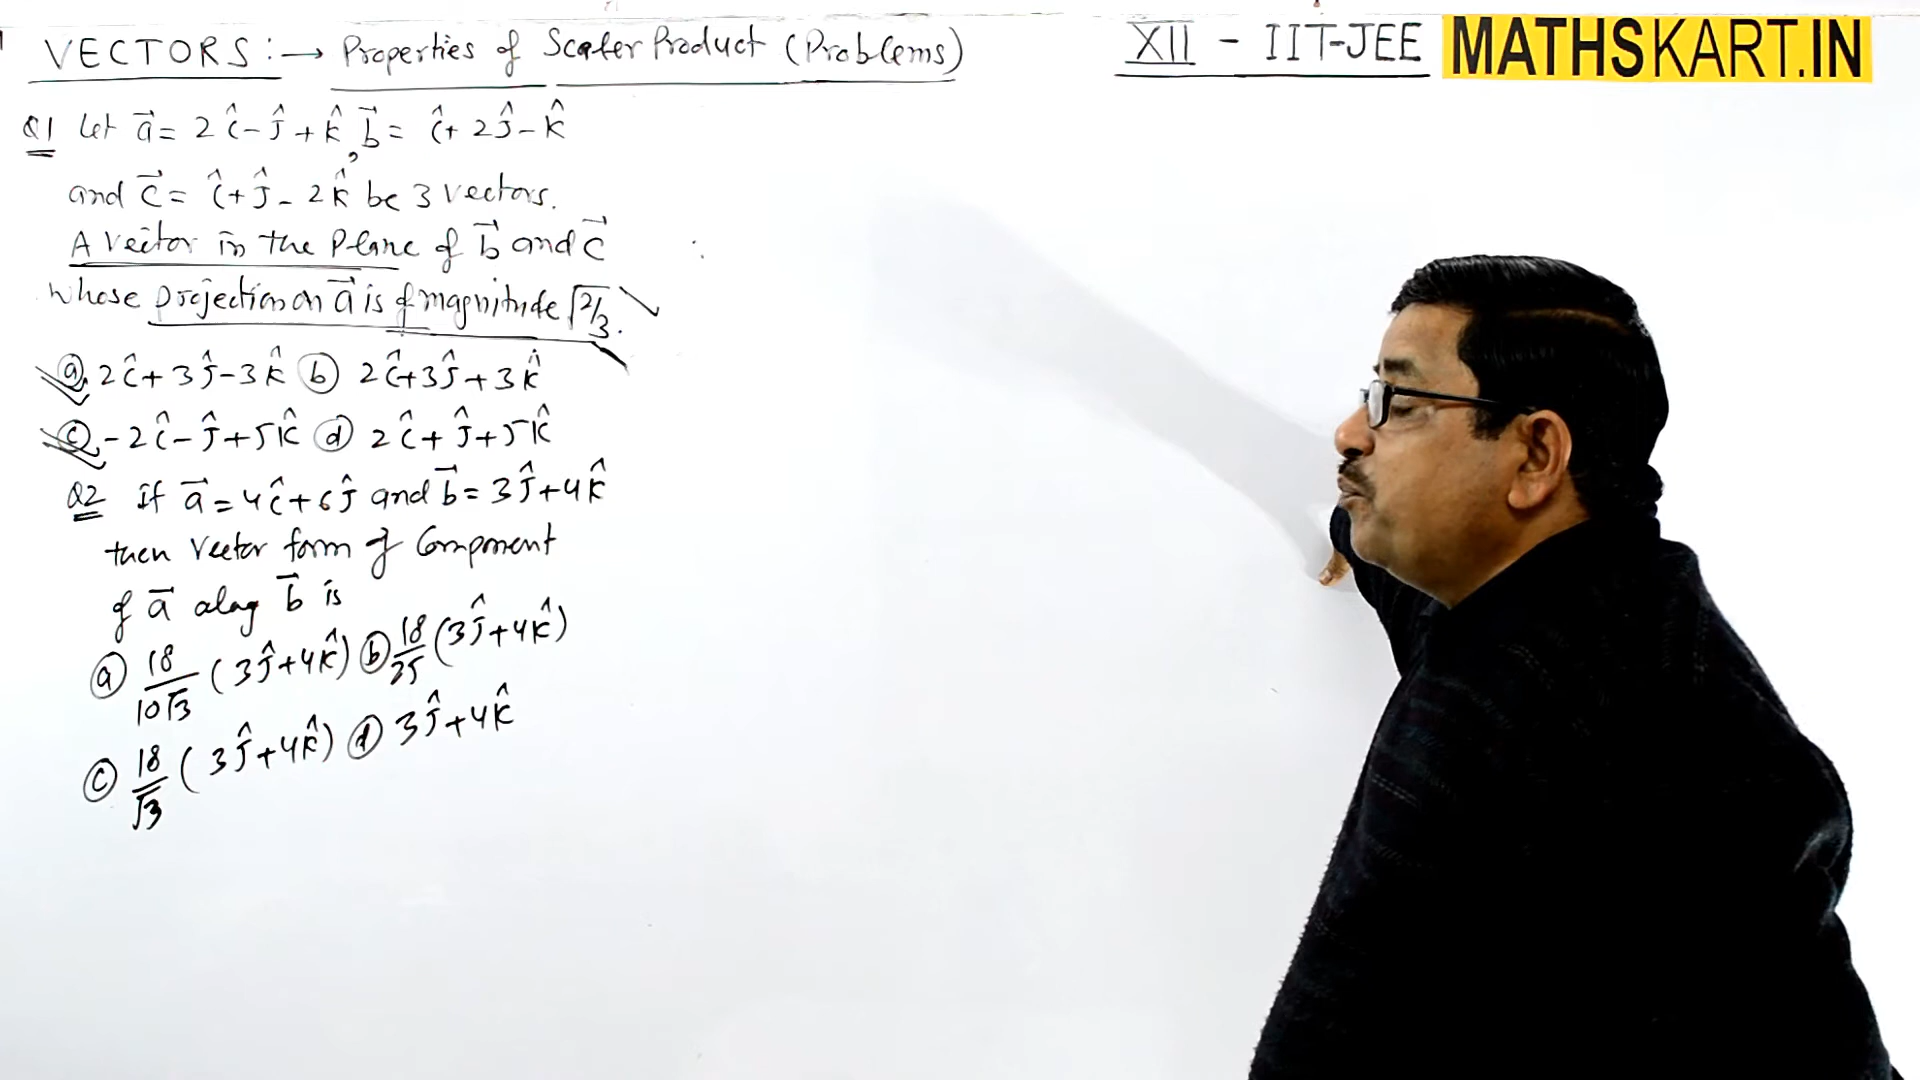 VECTORS :→ Properties of Scaler Product (Problems) XII - IIT-JEE MATHSKART.IN
Q1 Let a⃗ = 2î - ĵ + k̂, b⃗ = î + 2ĵ - k̂
and c⃗ = î + ĵ - 2k̂ be 3 vectors.
A vector in the plane of b⃗ and c⃗
whose projection on a⃗ is of magnitude √2/3.
(a) 2î + 3ĵ - 3k̂ (b) 2î + 3ĵ + 3k̂
(c) -2î - ĵ + 5k̂ (d) 2î + ĵ + 5k̂
Q2 if a⃗ = 4î + 6ĵ and b⃗ = 3ĵ + 4k̂
then vector form of Component
of a⃗ along b⃗ is
(a) 18/10√3 (3ĵ + 4k̂) (b) 18/25 (3ĵ + 4k̂)
(c) 18/√3 (3ĵ + 4k̂) (d) 3ĵ + 4k̂